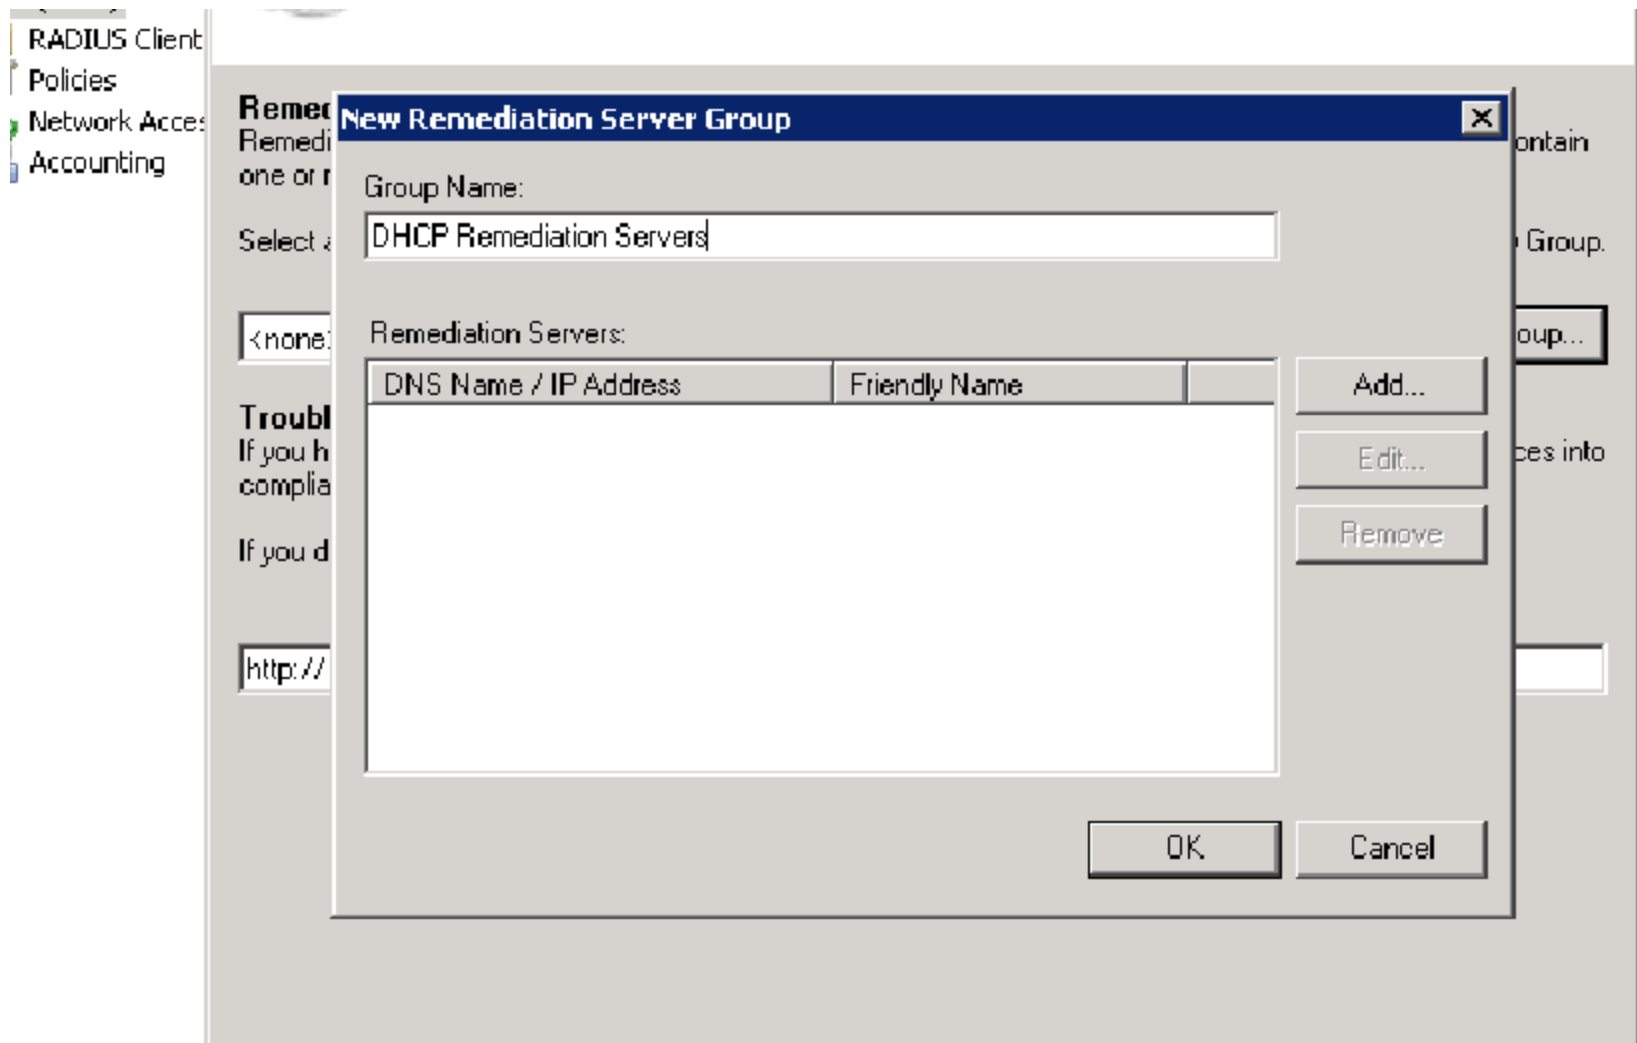 RADIUS Client
Policies
Network Acces
Accounting
Remed
Remedi
ontain
one or r
Select a
Group.
<none>
oup...
Troubl
If you h
ces into
complia
If you d
http://
New Remediation Server Group
Group Name:
DHCP Remediation Servers
Remediation Servers:
DNS Name / IP Address
Friendly Name
Add...
Edit...
Remove
OK
Cancel